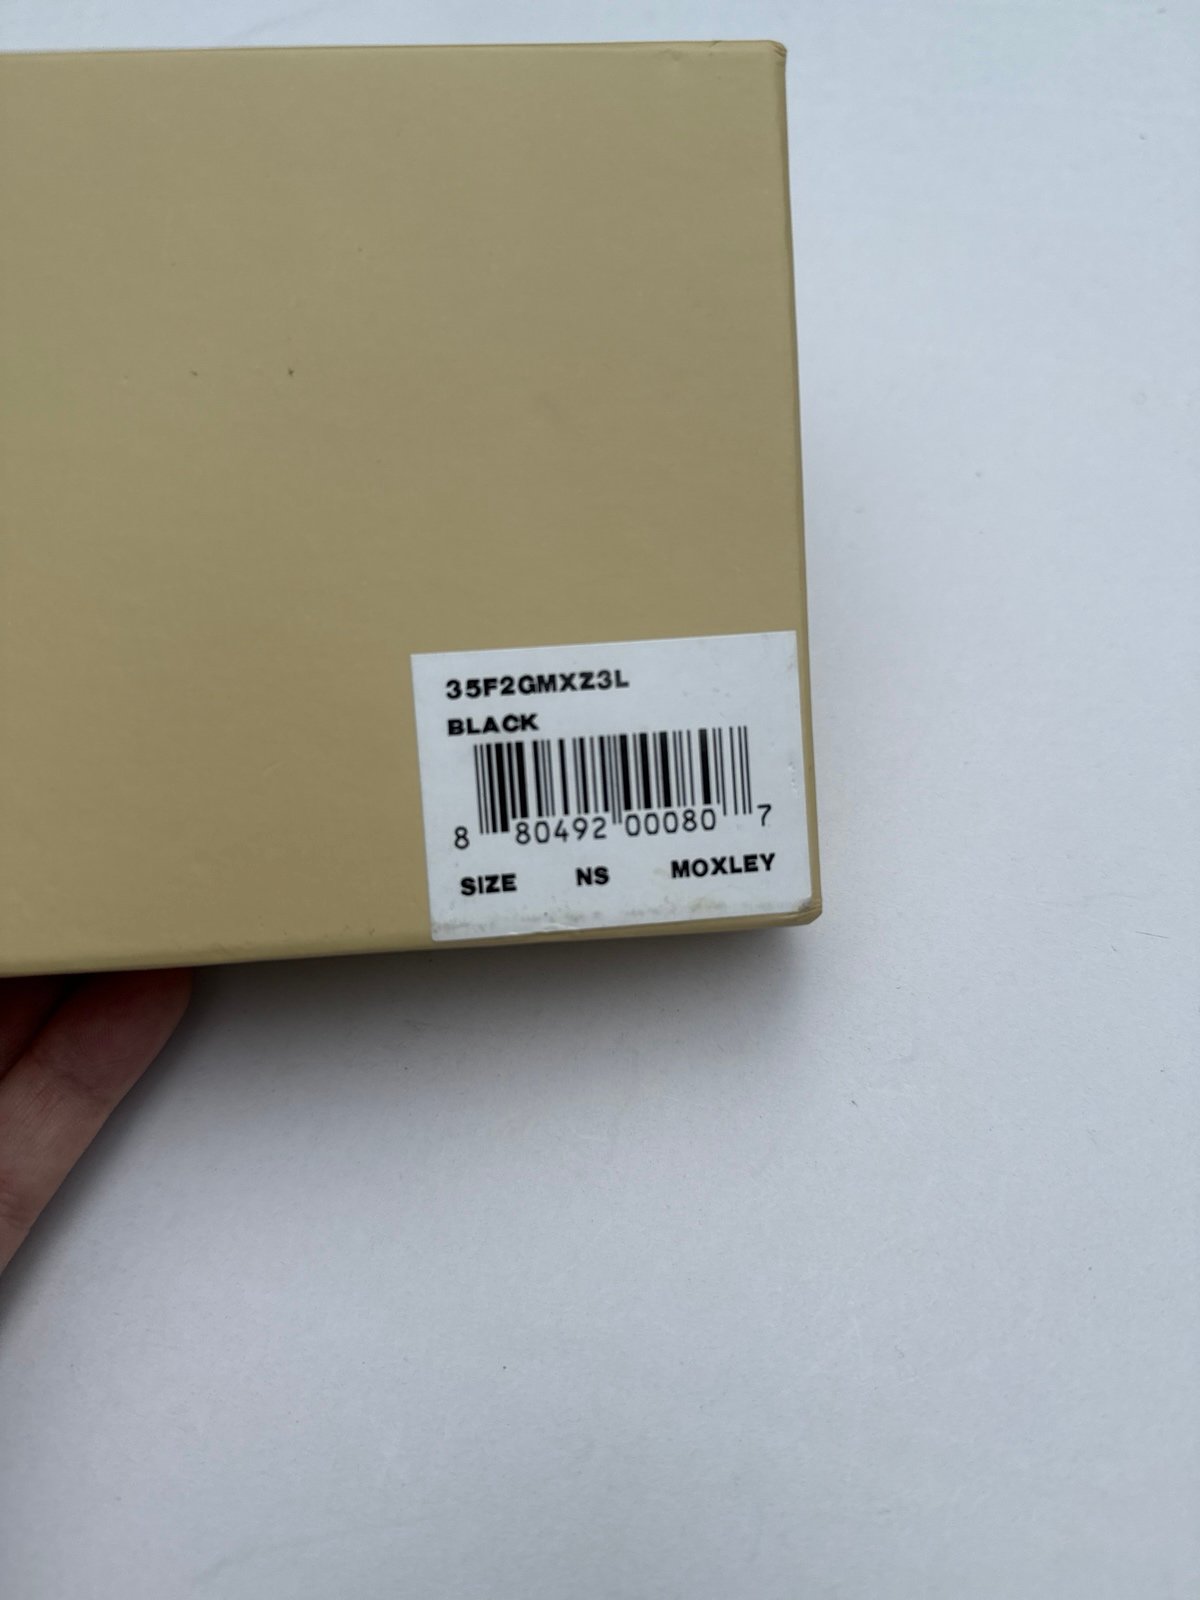 35F2GMXZ3L
BLACK
8 80492 00080 7
SIZE NS MOXLEY